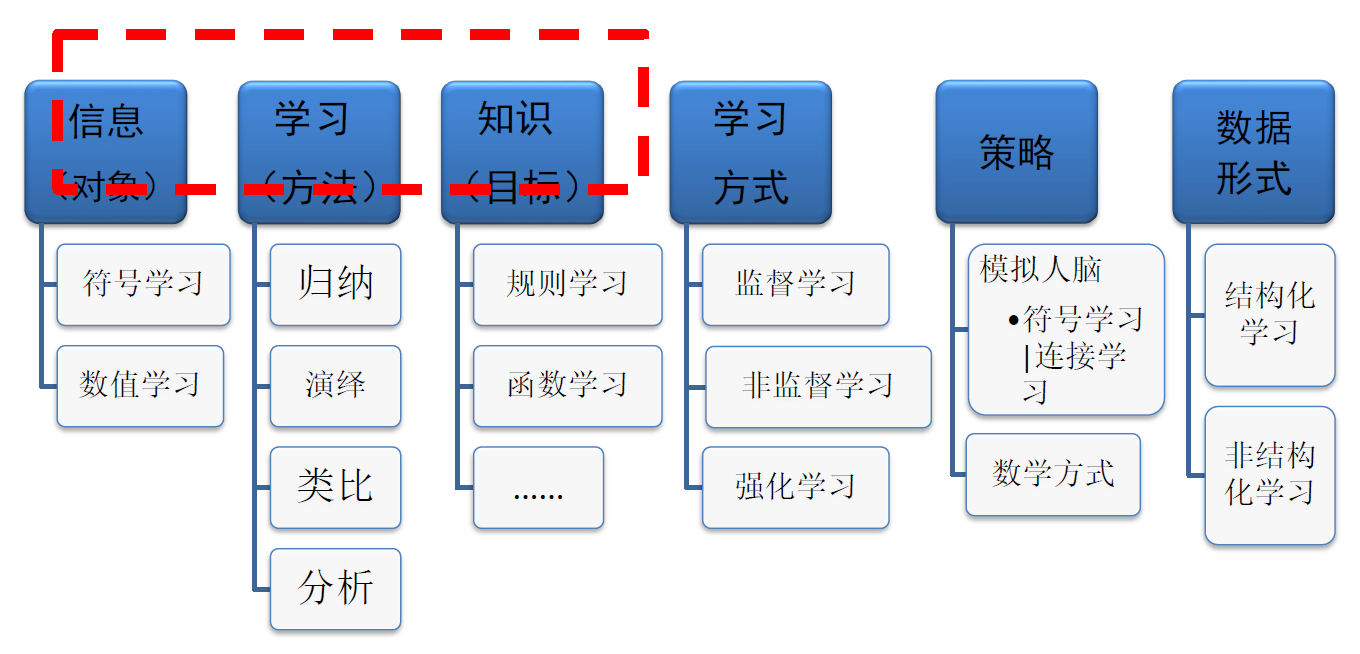 信息
（对象）
符号学习
数值学习
学习
（方法）
归纳
演绎
类比
分析
知识
（目标）
规则学习
函数学习
……
学习
方式
监督学习
非监督学习
强化学习
策略
模拟人脑
•符号学习
|连接学
习
数学方式
数据
形式
结构化
学习
非结构
化学习